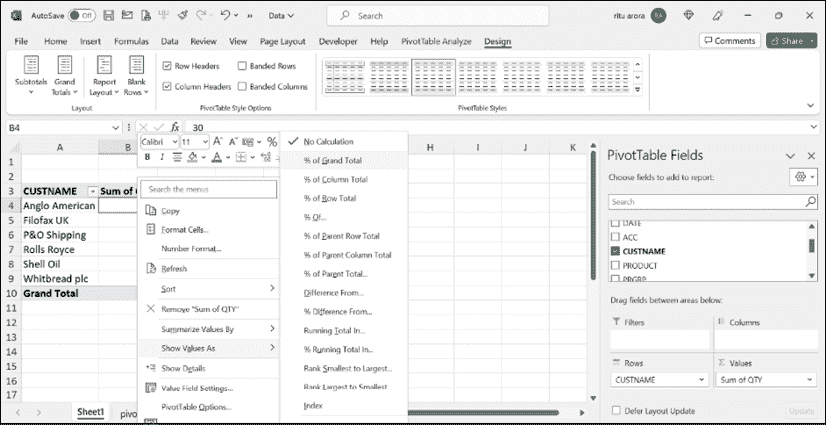 AutoSave Off Data Search ritu arora RA
File Home Insert Formulas Data Review View Page Layout Developer Help PivotTable Analyze Design Comments Share
Subtotals Grand Totals Report Layout Blank Rows
Row Headers Banded Rows
Column Headers Banded Columns
Layout PivotTable Style Options PivotTable Styles
B4 fx 30
Calibri 11 A A %
B I A
A B H I J K
1
2
3 CUSTNAME Sum of
4 Anglo American
5 Filofax UK
6 P&O Shipping
7 Rolls Royce
8 Shell Oil
9 Whitbread plc
10 Grand Total
11
12
13
14
15
16
17
Search the menus
Copy
Format Cells...
Number Format...
Refresh
Sort
Remove "Sum of QTY"
Summarize Values By
Show Values As
Show Details
Value Field Settings...
PivotTable Options...
No Calculation
% of Grand Total
% of Column Total
% of Row Total
% Of...
% of Parent Row Total
% of Parent Column Total
% of Parent Total...
Difference From...
% Difference From...
Running Total In...
% Running Total In...
Rank Smallest to Largest...
Rank Largest to Smallest
Index
PivotTable Fields
Choose fields to add to report:
Search
DATE
ACC
CUSTNAME
PRODUCT
PRGRP
Drag fields between areas below:
Filters Columns
Rows Values
CUSTNAME Sum of QTY
Defer Layout Update Update
Sheet1 pivo